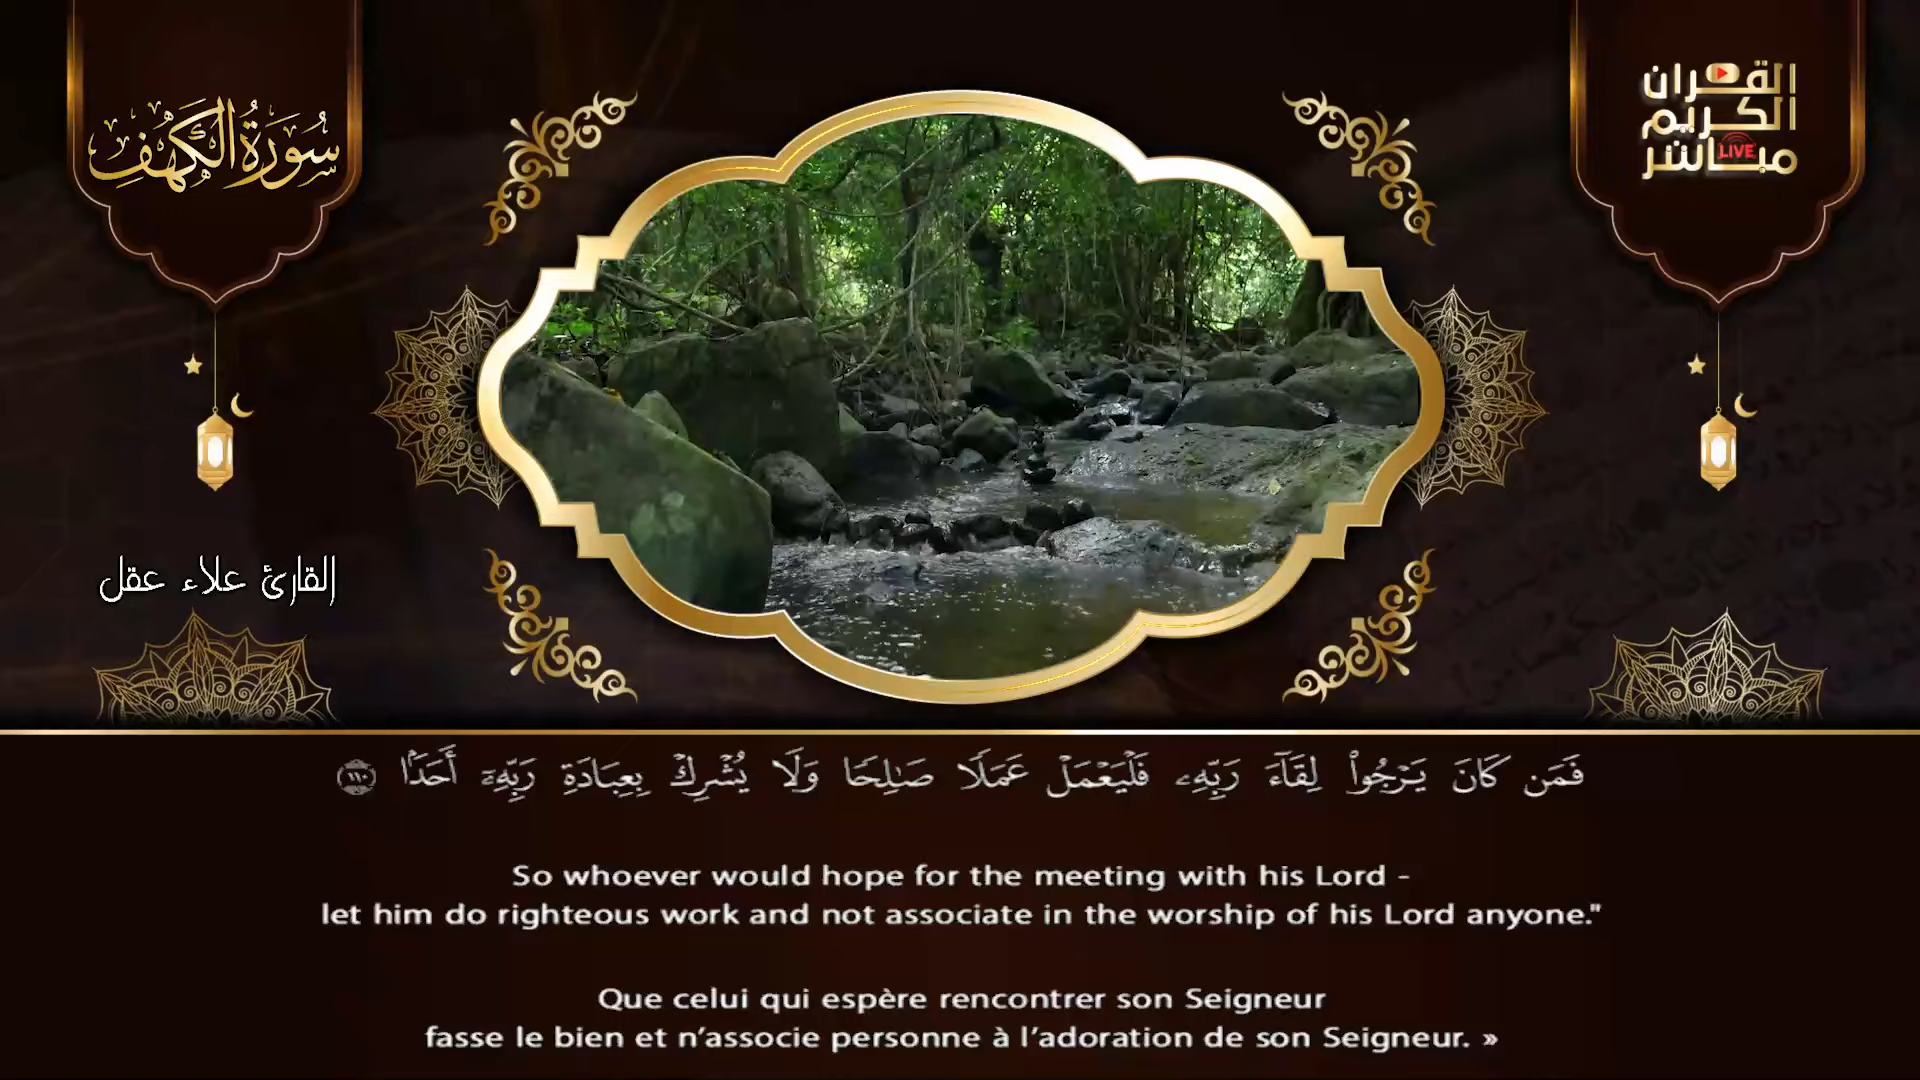 سُورَةُ الكَهْفِ
القرآن
الكريم
مباشر
LIVE
القارئ علاء عقل
فَمَن كَانَ يَرۡجُواْ لِقَآءَ رَبِّهِۦ فَلۡيَعۡمَلۡ عَمَلٗا صَٰلِحٗا وَلَا يُشۡرِكۡ بِعِبَادَةِ رَبِّهِۦٓ أَحَدَۢا ١١٠
So whoever would hope for the meeting with his Lord -
let him do righteous work and not associate in the worship of his Lord anyone."
Que celui qui espère rencontrer son Seigneur
fasse le bien et n’associe personne à l’adoration de son Seigneur. »